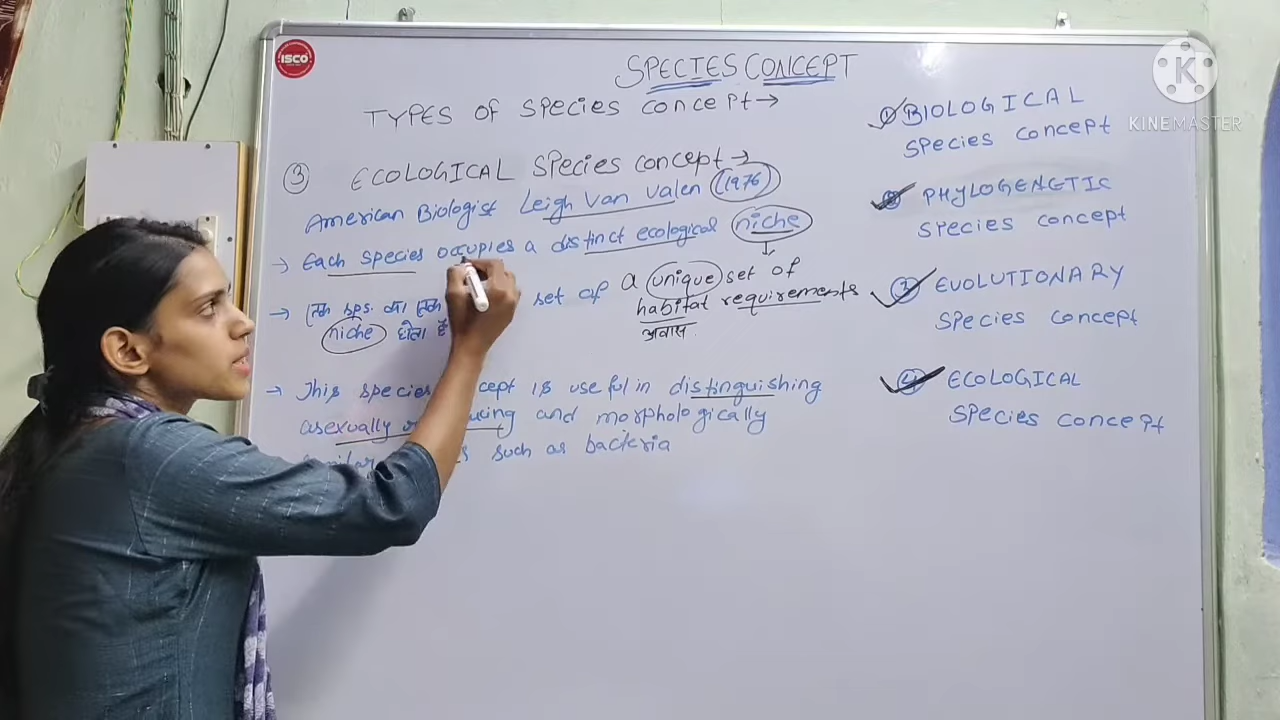 ISCO
SPECIES CONCEPT
TYPES OF SPECIES CONCEPT →
③ ECOLOGICAL SPECIES CONCEPT →
American Biologist Leigh Van Valen (1976)
→ Each species occupies a distinct ecological niche
→ एक sps. का एक set of
niche होता है
a unique set of
habitat requirements
आवास
→ This species is useful in distinguishing
asexually and morphologically
such as bacteria
① BIOLOGICAL
SPECIES CONCEPT
② PHYLOGENETIC
SPECIES CONCEPT
③ EVOLUTIONARY
SPECIES CONCEPT
④ ECOLOGICAL
SPECIES CONCEPT
K
KINEMASTER